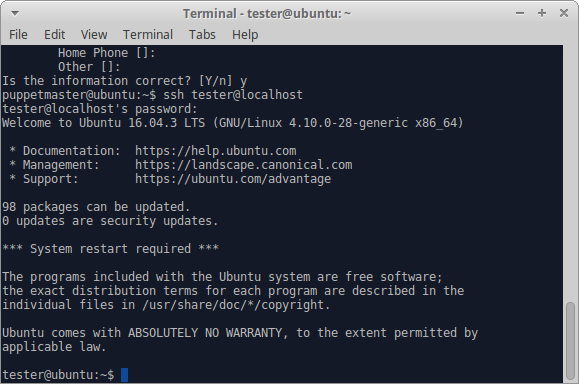 Terminal - tester@ubuntu: ~
File Edit View Terminal Tabs Help
        Home Phone []:
        Other []:
Is the information correct? [Y/n] y
puppetmaster@ubuntu:~$ ssh tester@localhost
tester@localhost's password:
Welcome to Ubuntu 16.04.3 LTS (GNU/Linux 4.10.0-28-generic x86_64)

 * Documentation:  https://help.ubuntu.com
 * Management:     https://landscape.canonical.com
 * Support:        https://ubuntu.com/advantage

98 packages can be updated.
0 updates are security updates.

*** System restart required ***

The programs included with the Ubuntu system are free software;
the exact distribution terms for each program are described in the
individual files in /usr/share/doc/*/copyright.

Ubuntu comes with ABSOLUTELY NO WARRANTY, to the extent permitted by
applicable law.

tester@ubuntu:~$